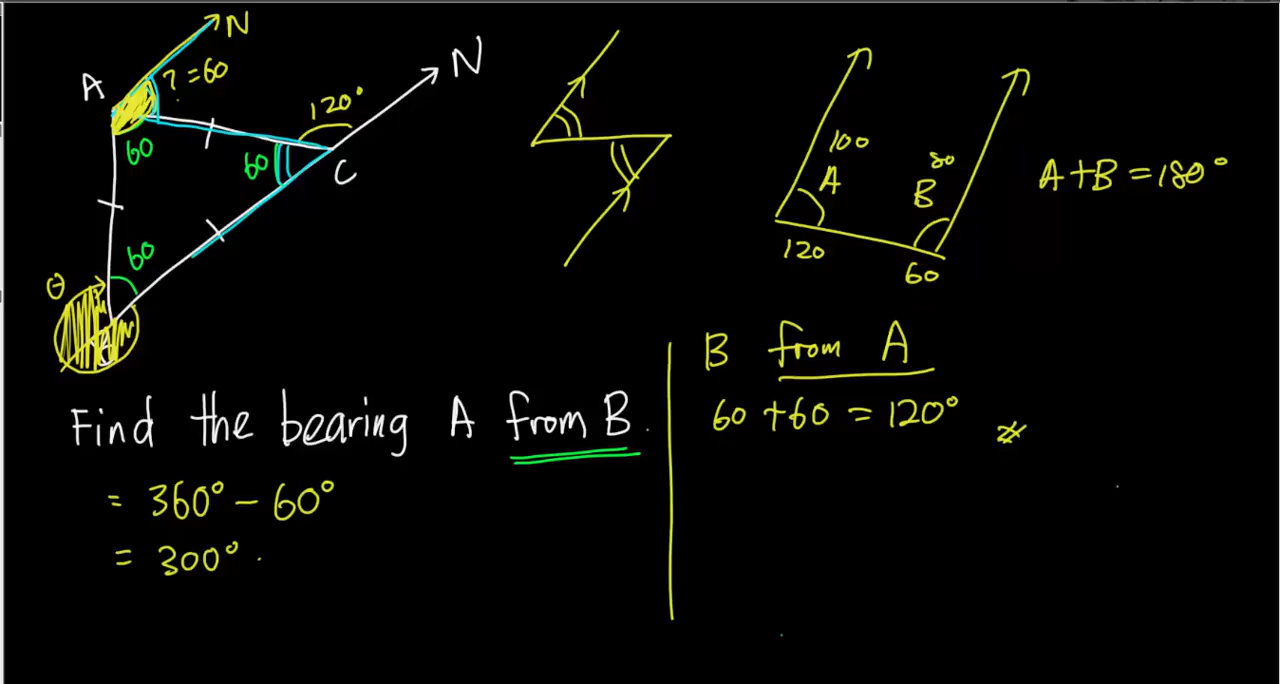 N
A
? = 60
120°
N
60
60
C
60
θ
100
A
80
B
120
60
A + B = 180°
Find the bearing A from B.
= 360° - 60°
= 300°
B from A
60 + 60 = 120°